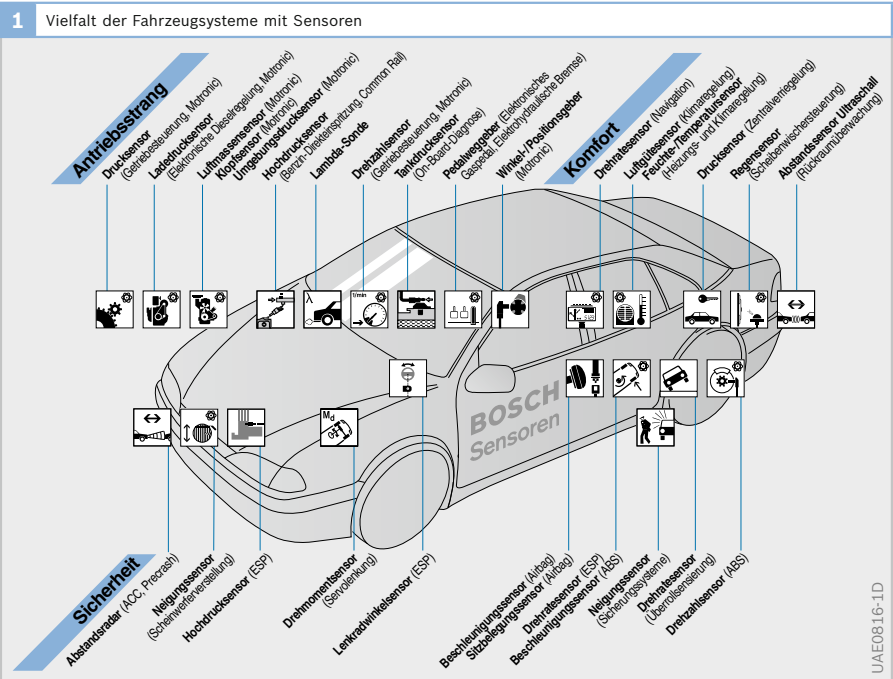 1 Vielfalt der Fahrzeugsysteme mit Sensoren
Antriebsstrang
Drucksensor
(Getriebesteuerung, Motronic)
Ladedrucksensor
(Elektronische Dieselregelung, Motronic)
Luftmassensensor (Motronic)
Klopfsensor (Motronic)
Umgebungsdrucksensor (Motronic)
Hochdrucksensor
(Benzin-Direkteinspritzung, Common Rail)
Lambda-Sonde
Drehzahlsensor
(Getriebesteuerung, Motronic)
Tankdrucksensor
(On-Board-Diagnose)
Pedalweggeber (Elektronisches
Gaspedal, Elektrohydraulische Bremse)
Winkel-/Positionsgeber
(Motronic)
Komfort
Drehratesensor (Navigation)
Luftgütesensor (Klimaregelung)
Feuchte-/Temperatursensor
(Heizungs- und Klimaregelung)
Drucksensor (Zentralverriegelung)
Regensensor
(Scheibenwischersteuerung)
Abstandssensor Ultraschall
(Rückraumüberwachung)
λ
1/min
Md
BOSCH
Sensoren
Sicherheit
Abstandsradar (ACC, Precrash)
Neigungssensor
(Scheinwerferverstellung)
Hochdrucksensor (ESP)
Drehmomentsensor
(Servolenkung)
Lenkradwinkelsensor (ESP)
Beschleunigungssensor (Airbag)
Sitzbelegungssensor (Airbag)
Drehratesensor (ESP)
Beschleunigungssensor (ABS)
Neigungssensor
(Sicherungssysteme)
Drehratesensor
(Überrollsensierung)
Drehzahlsensor (ABS)
UAE0816-1D